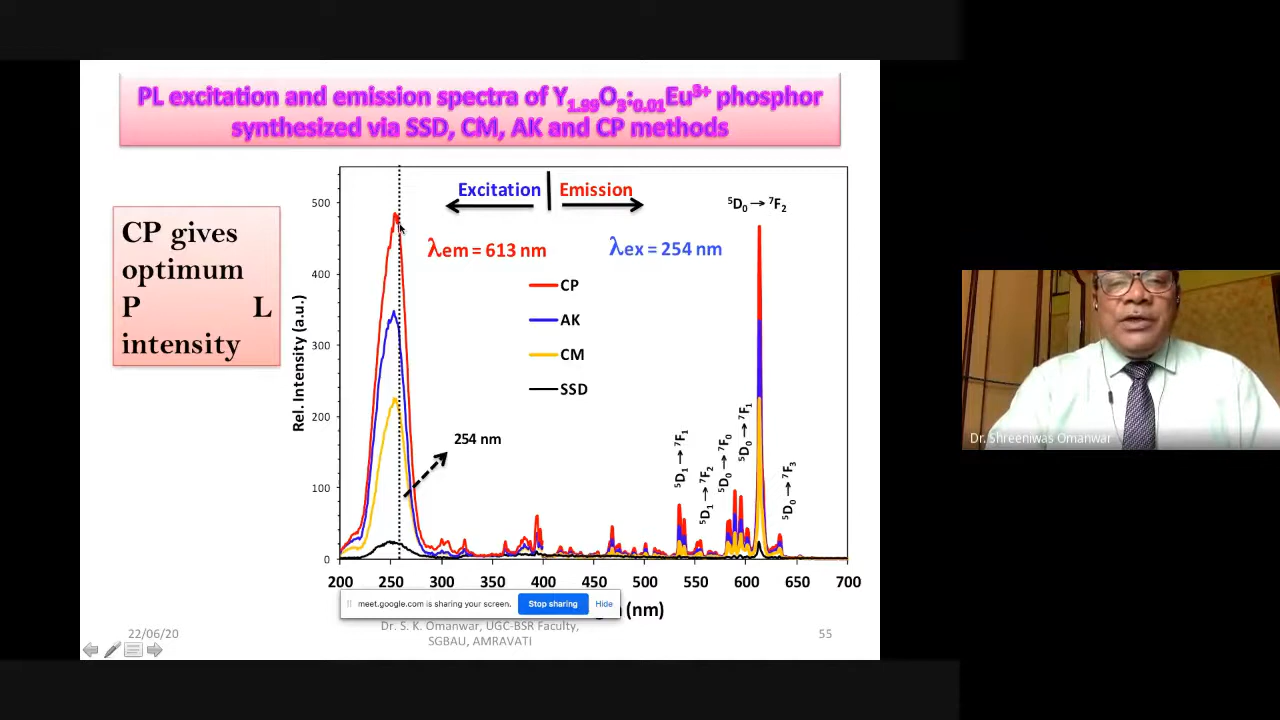 PL excitation and emission spectra of Y1.99O3:0.01Eu3+ phosphor
synthesized via SSD, CM, AK and CP methods
CP gives
optimum
P L
intensity
Excitation
Emission
5D0→7F2
λem = 613 nm
λex = 254 nm
CP
AK
CM
SSD
254 nm
5D1→7F1
5D1→7F2
5D0→7F0
5D0→7F1
5D0→7F3
Rel. Intensity (a.u.)
500
400
300
200
100
0
200 250 300 350 400 450 500 550 600 650 700
(nm)
meet.google.com is sharing your screen. Stop sharing Hide
22/06/20
Dr. S. K. Omanwar, UGC-BSR Faculty,
SGBAU, AMRAVATI
55
Dr. Shreeniwas Omanwar